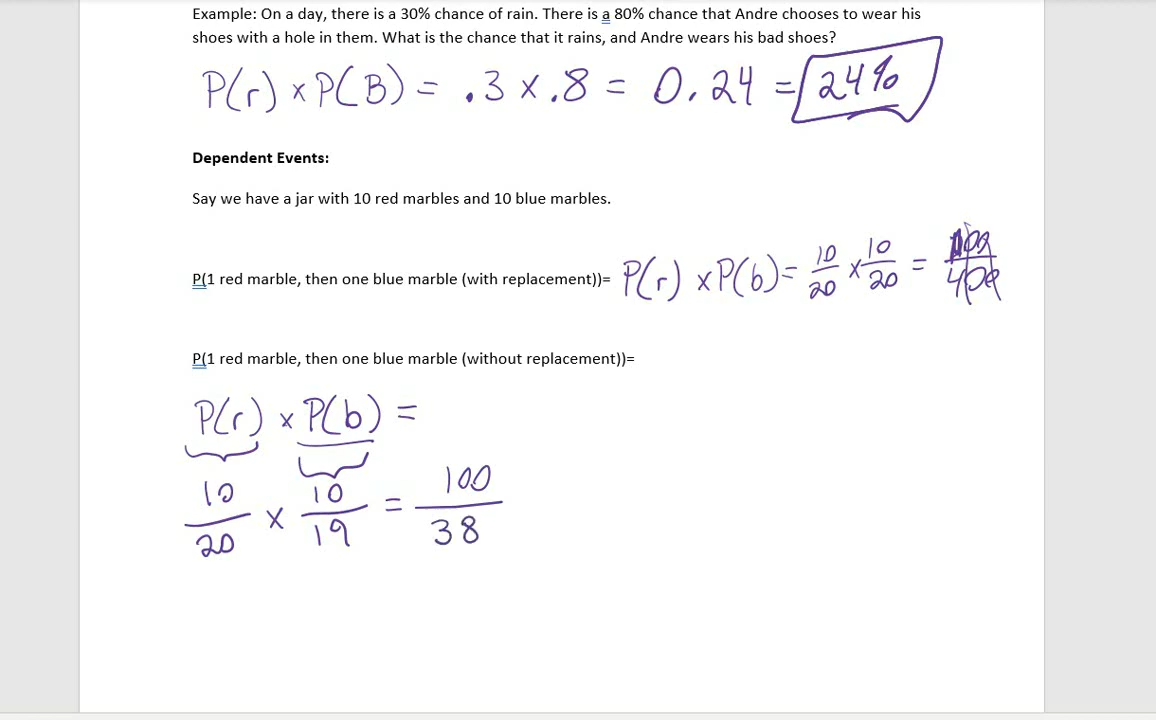 Example: On a day, there is a 30% chance of rain. There is a 80% chance that Andre chooses to wear his
shoes with a hole in them. What is the chance that it rains, and Andre wears his bad shoes?
P(r) x P(B) = .3 x .8 = 0.24 = 24%
Dependent Events:
Say we have a jar with 10 red marbles and 10 blue marbles.
P(1 red marble, then one blue marble (with replacement))= P(r) x P(b) = 10/20 x 10/20 =
P(1 red marble, then one blue marble (without replacement))=
P(r) x P(b) =
10/20 x 10/19 = 100/38